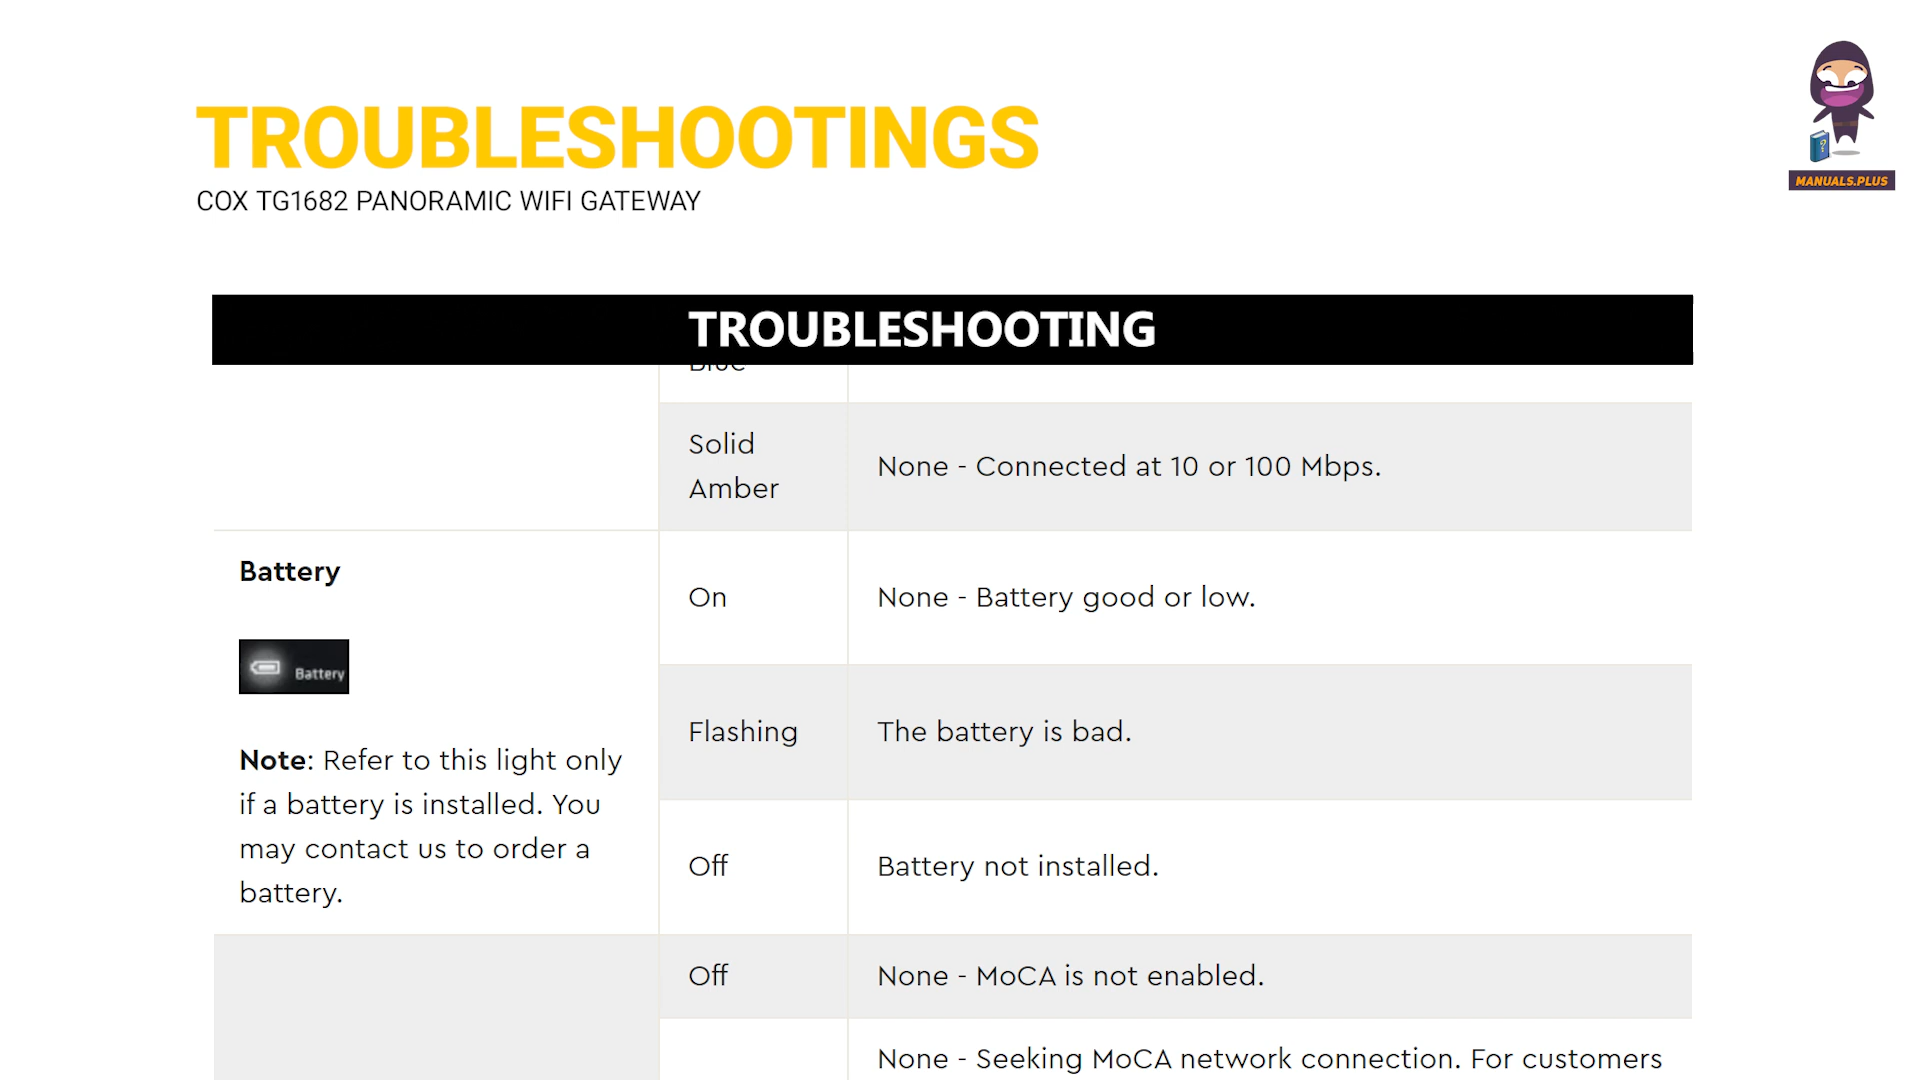 TROUBLESHOOTINGS
COX TG1682 PANORAMIC WIFI GATEWAY
MANUALS.PLUS
TROUBLESHOOTING
Blue
Solid
Amber
None - Connected at 10 or 100 Mbps.
Battery
On
None - Battery good or low.
Battery
Flashing
The battery is bad.
Note: Refer to this light only
if a battery is installed. You
may contact us to order a
battery.
Off
Battery not installed.
Off
None - MoCA is not enabled.
None - Seeking MoCA network connection. For customers